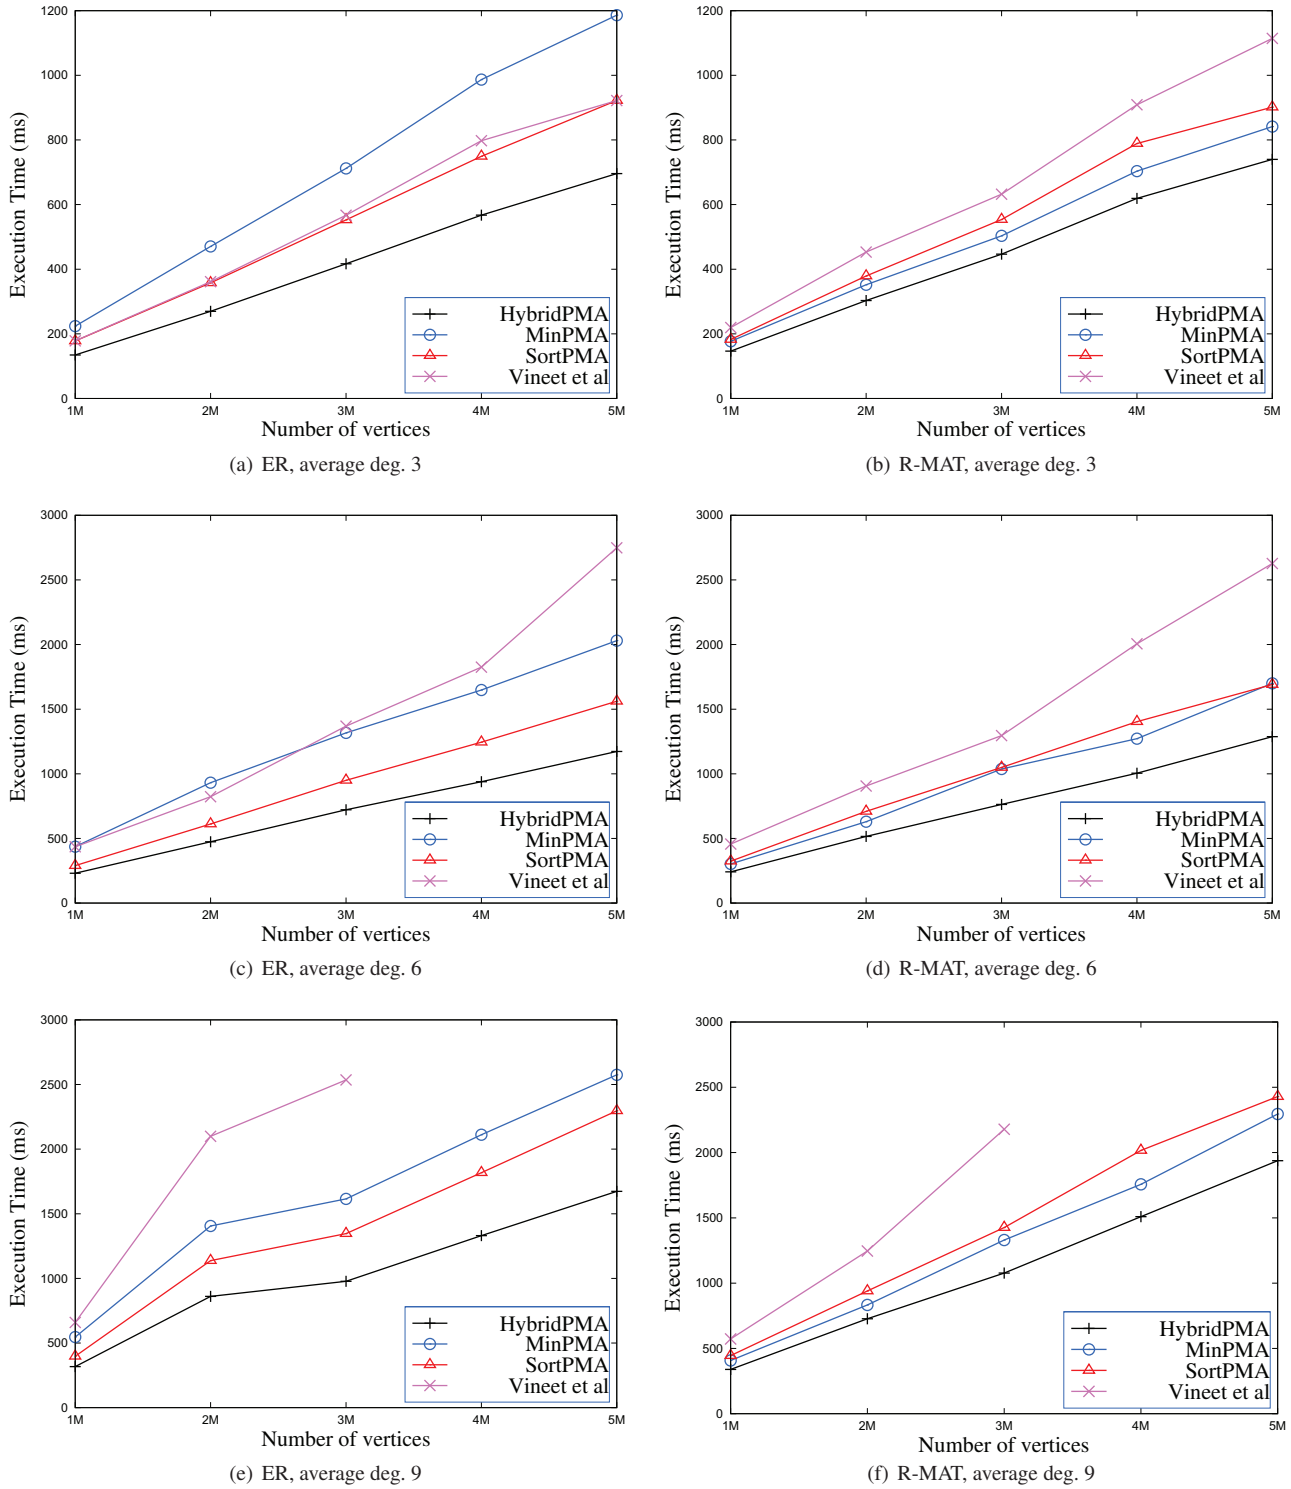 1200
1000
800
600
400
200
0
Execution Time (ms)
1M 2M 3M 4M 5M
Number of vertices
HybridPMA
MinPMA
SortPMA
Vineet et al
(a) ER, average deg. 3
1200
1000
800
600
400
200
0
Execution Time (ms)
1M 2M 3M 4M 5M
Number of vertices
HybridPMA
MinPMA
SortPMA
Vineet et al
(b) R-MAT, average deg. 3
3000
2500
2000
1500
1000
500
0
Execution Time (ms)
1M 2M 3M 4M 5M
Number of vertices
HybridPMA
MinPMA
SortPMA
Vineet et al
(c) ER, average deg. 6
3000
2500
2000
1500
1000
500
0
Execution Time (ms)
1M 2M 3M 4M 5M
Number of vertices
HybridPMA
MinPMA
SortPMA
Vineet et al
(d) R-MAT, average deg. 6
3000
2500
2000
1500
1000
500
0
Execution Time (ms)
1M 2M 3M 4M 5M
Number of vertices
HybridPMA
MinPMA
SortPMA
Vineet et al
(e) ER, average deg. 9
3000
2500
2000
1500
1000
500
0
Execution Time (ms)
1M 2M 3M 4M 5M
Number of vertices
HybridPMA
MinPMA
SortPMA
Vineet et al
(f) R-MAT, average deg. 9